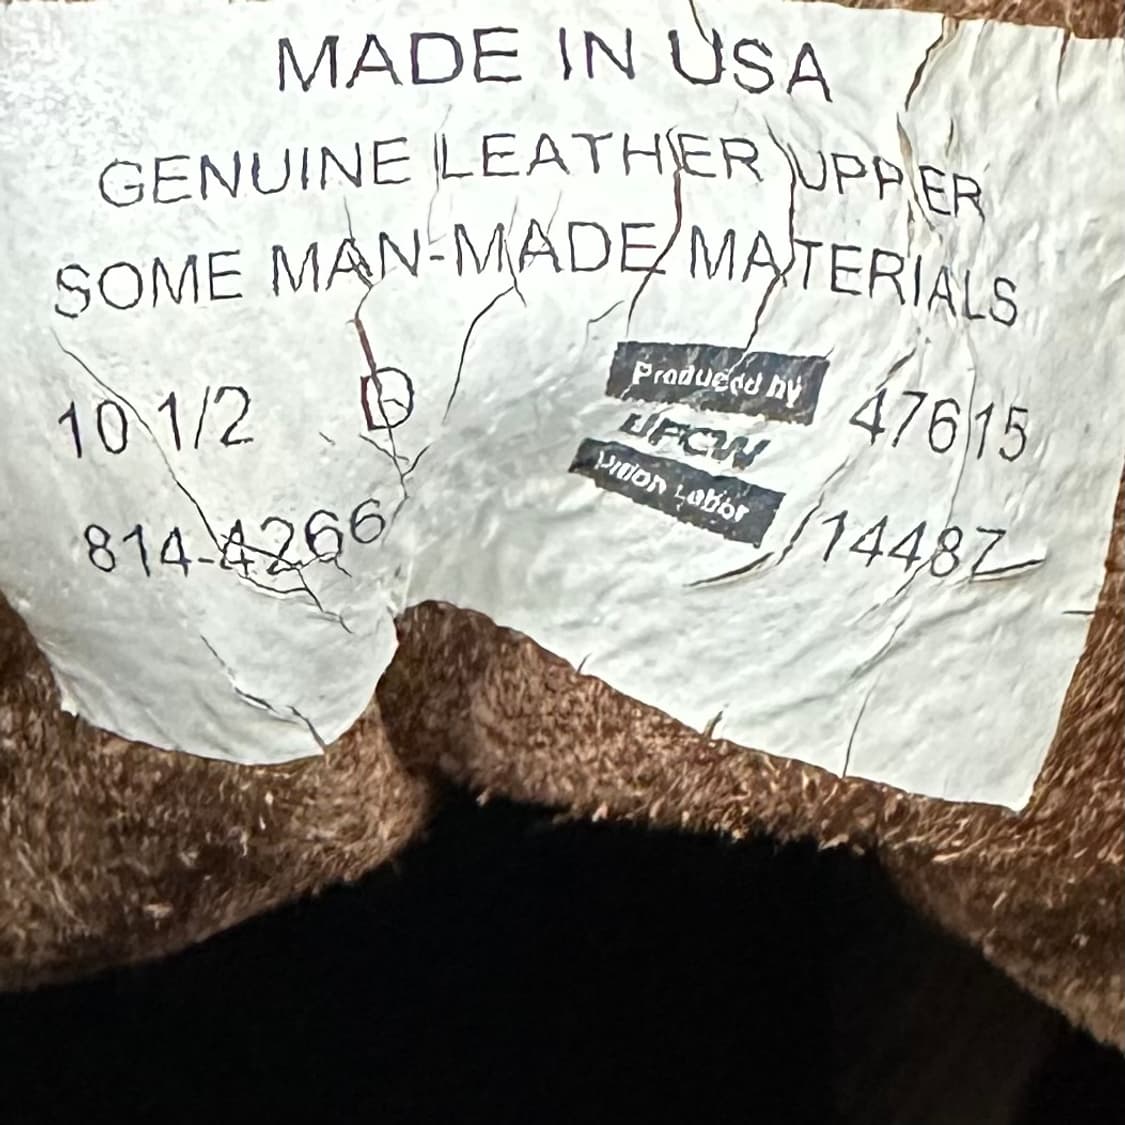 MADE IN USA
GENUINE LEATHER UPPER
SOME MAN-MADE MATERIALS
10 1/2 D
Produced by
UFCW
Union Labor
47615
814-4266
14487